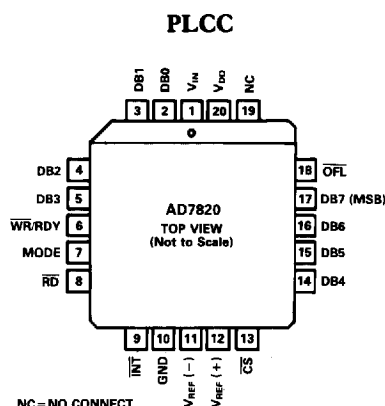 PLCC
DB1 DB0 VIN VDD NC
3 2 1 20 19
DB2 4
DB3 5
WR/RDY 6
MODE 7
RD 8
AD7820
TOP VIEW
(Not to Scale)
18 OFL
17 DB7 (MSB)
16 DB6
15 DB5
14 DB4
9 10 11 12 13
INT GND VREF (−) VREF (+) CS
NC = NO CONNECT